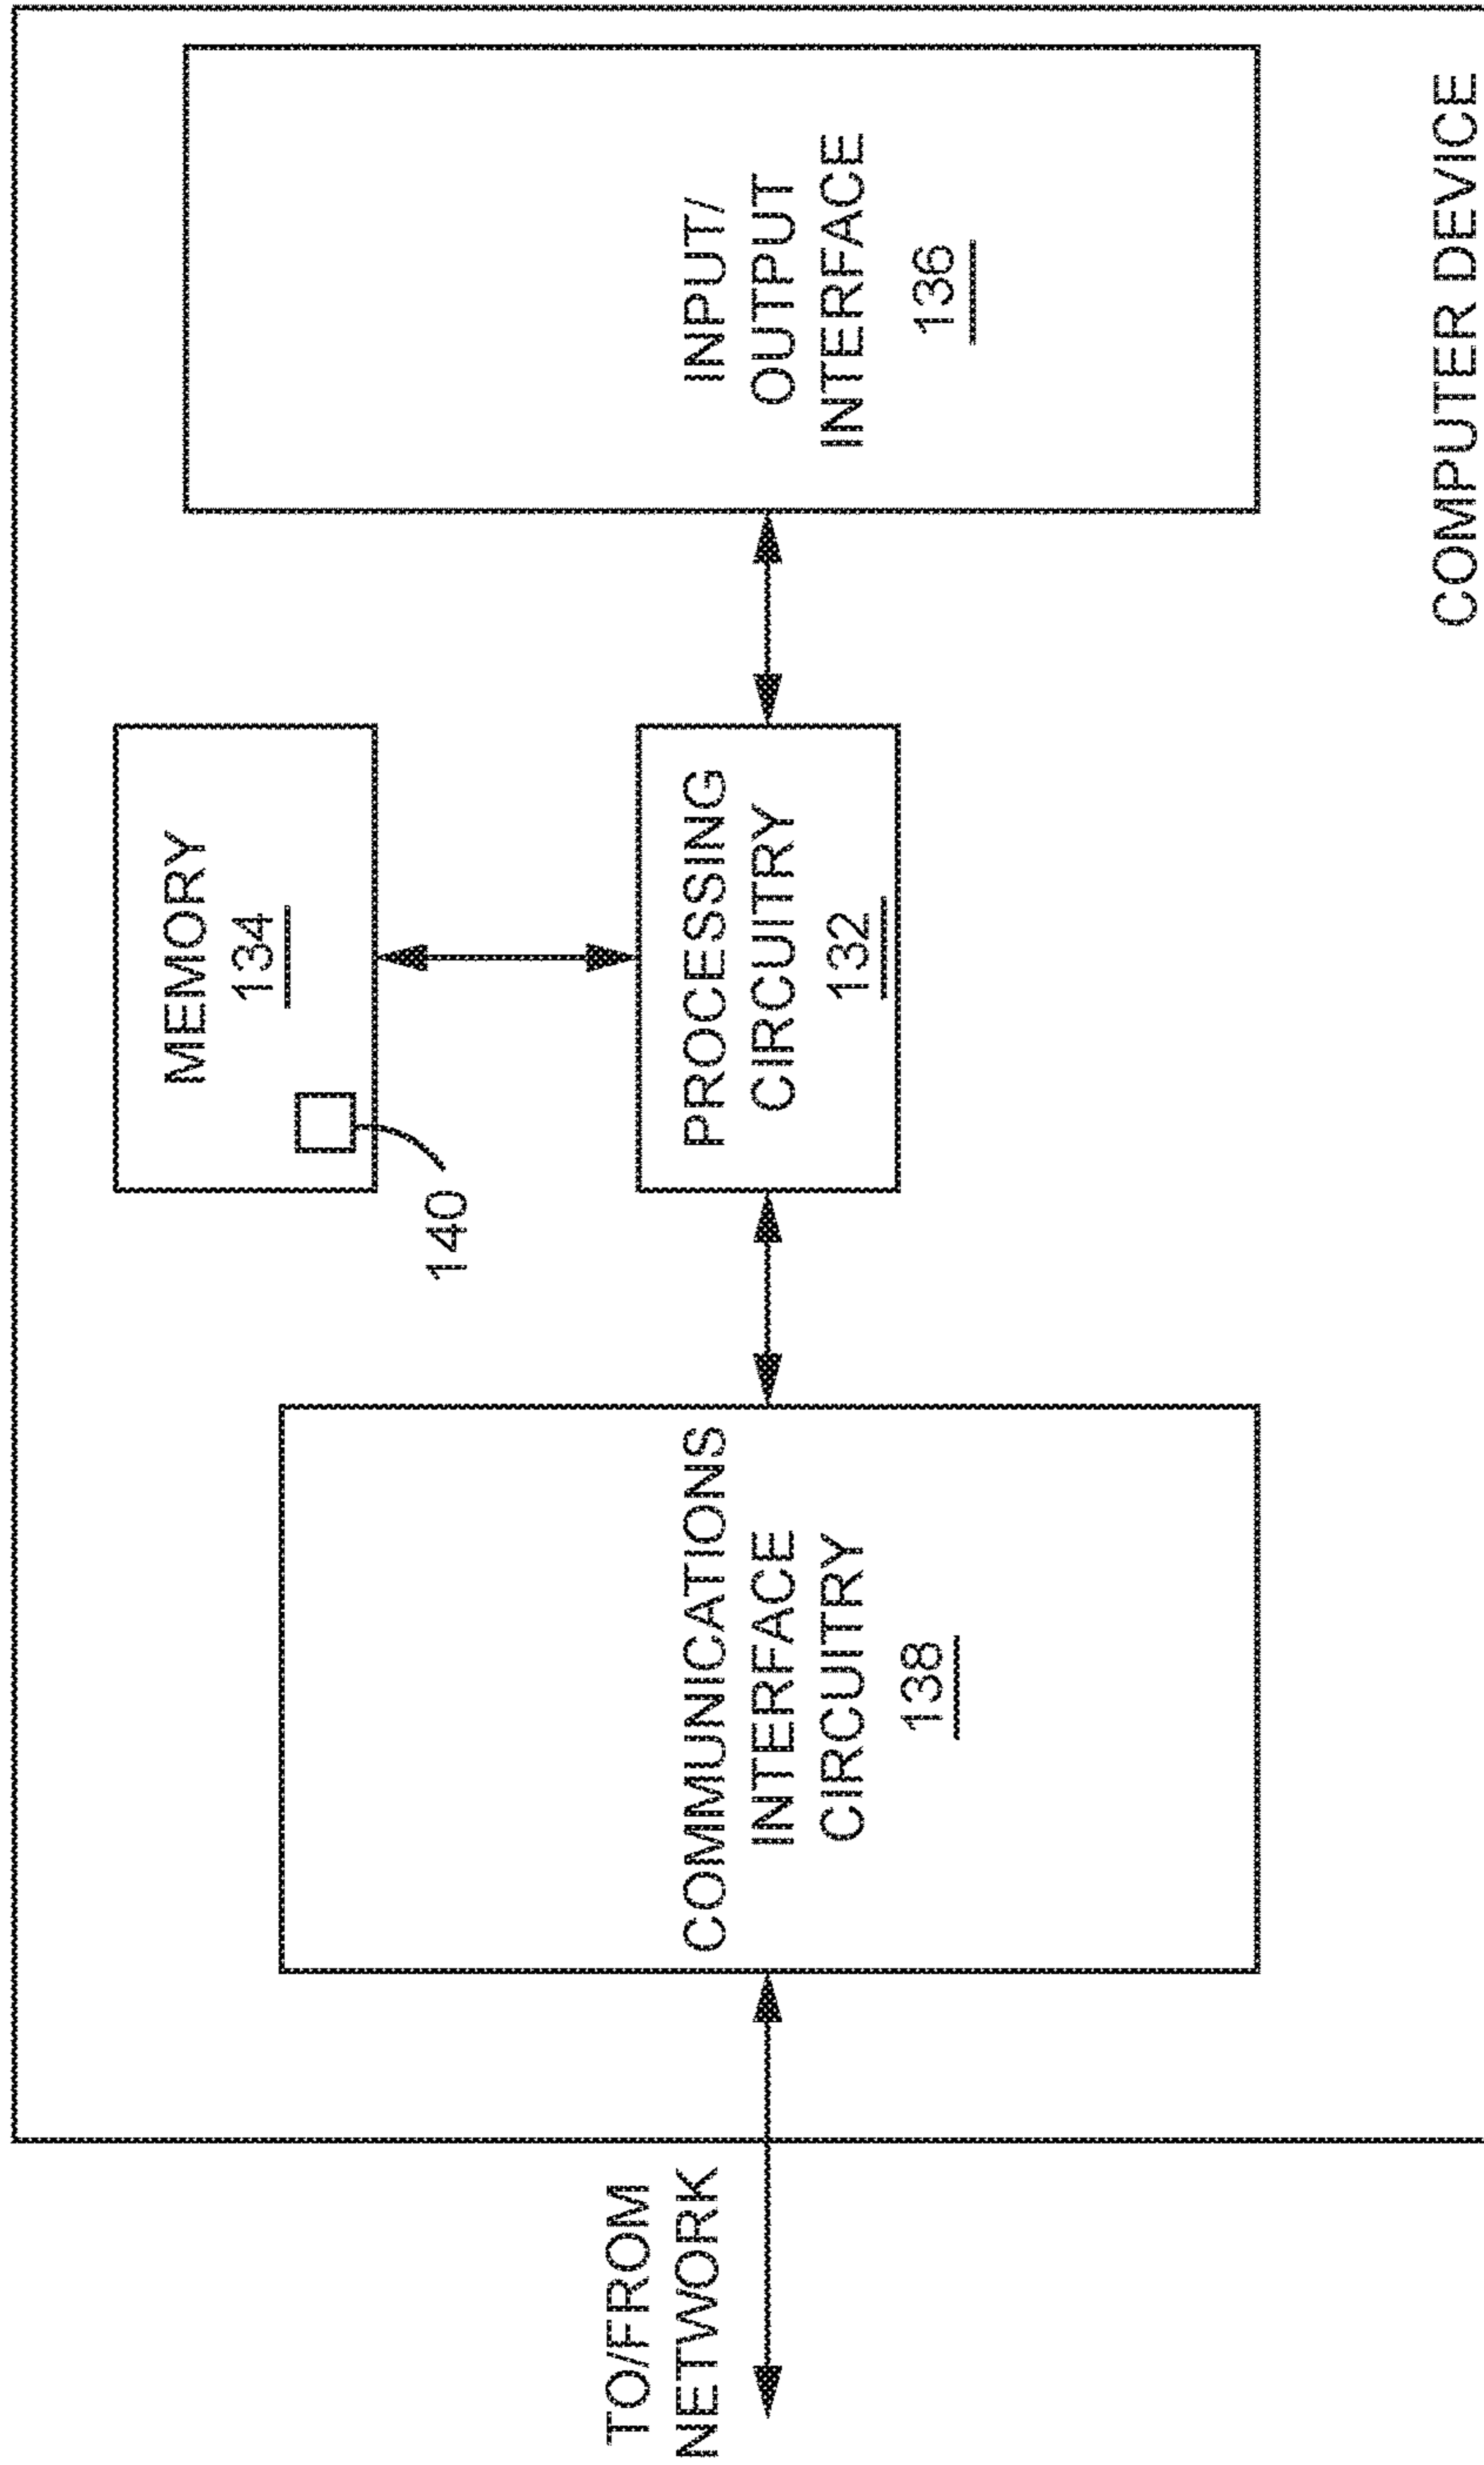 TO/FROM
NETWORK
COMMUNICATIONS
INTERFACE
CIRCUITRY
138
MEMORY
134
140
PROCESSING
CIRCUITRY
132
INPUT/
OUTPUT
INTERFACE
136
COMPUTER DEVICE